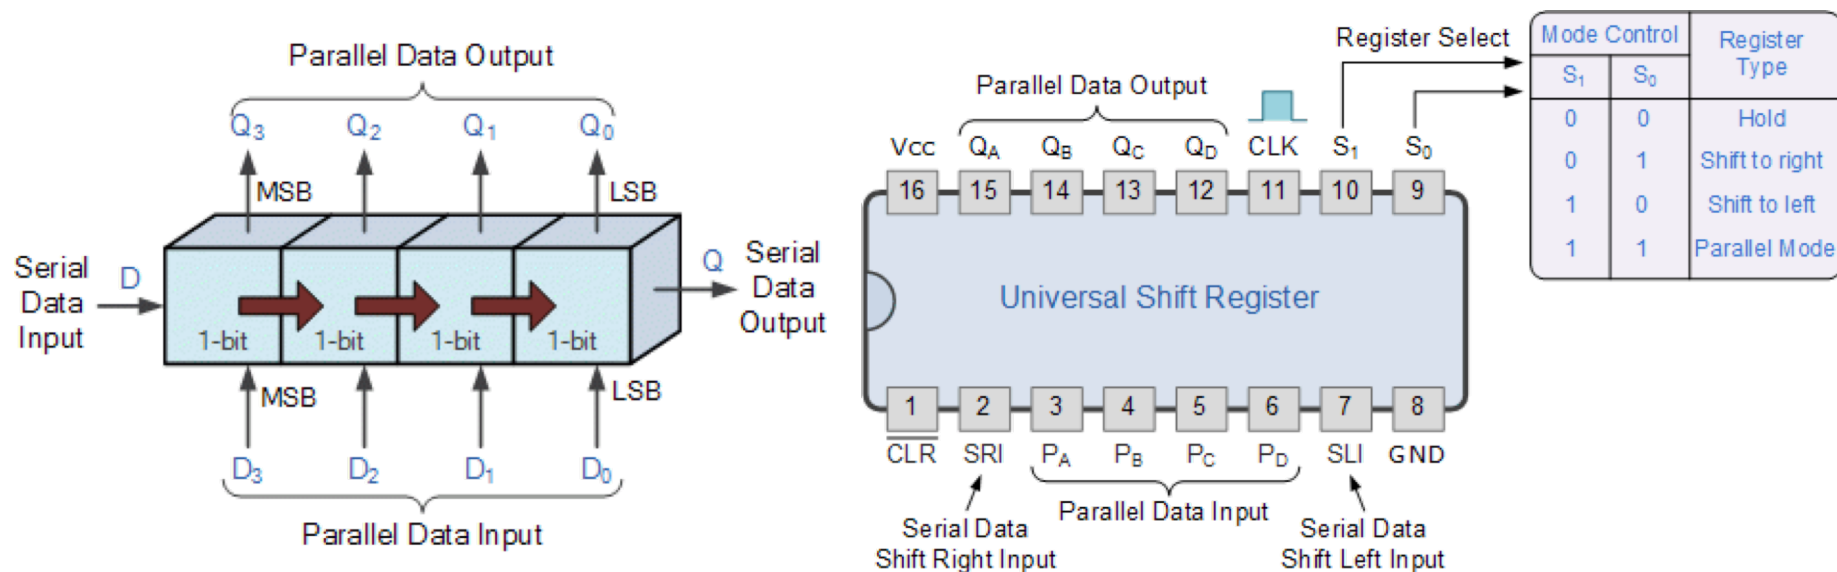 Parallel Data Output
Q3 Q2 Q1 Q0
MSB LSB
Serial Data Input
D
Q
Serial Data Output
1-bit 1-bit 1-bit 1-bit
MSB LSB
D3 D2 D1 D0
Parallel Data Input
Register Select
Parallel Data Output
Vcc QA QB QC QD CLK S1 S0
16 15 14 13 12 11 10 9
Universal Shift Register
1 2 3 4 5 6 7 8
CLR SRI PA PB PC PD SLI GND
Parallel Data Input
Serial Data
Shift Right Input
Serial Data
Shift Left Input
Mode Control Register Type
S1 S0
0 0 Hold
0 1 Shift to right
1 0 Shift to left
1 1 Parallel Mode